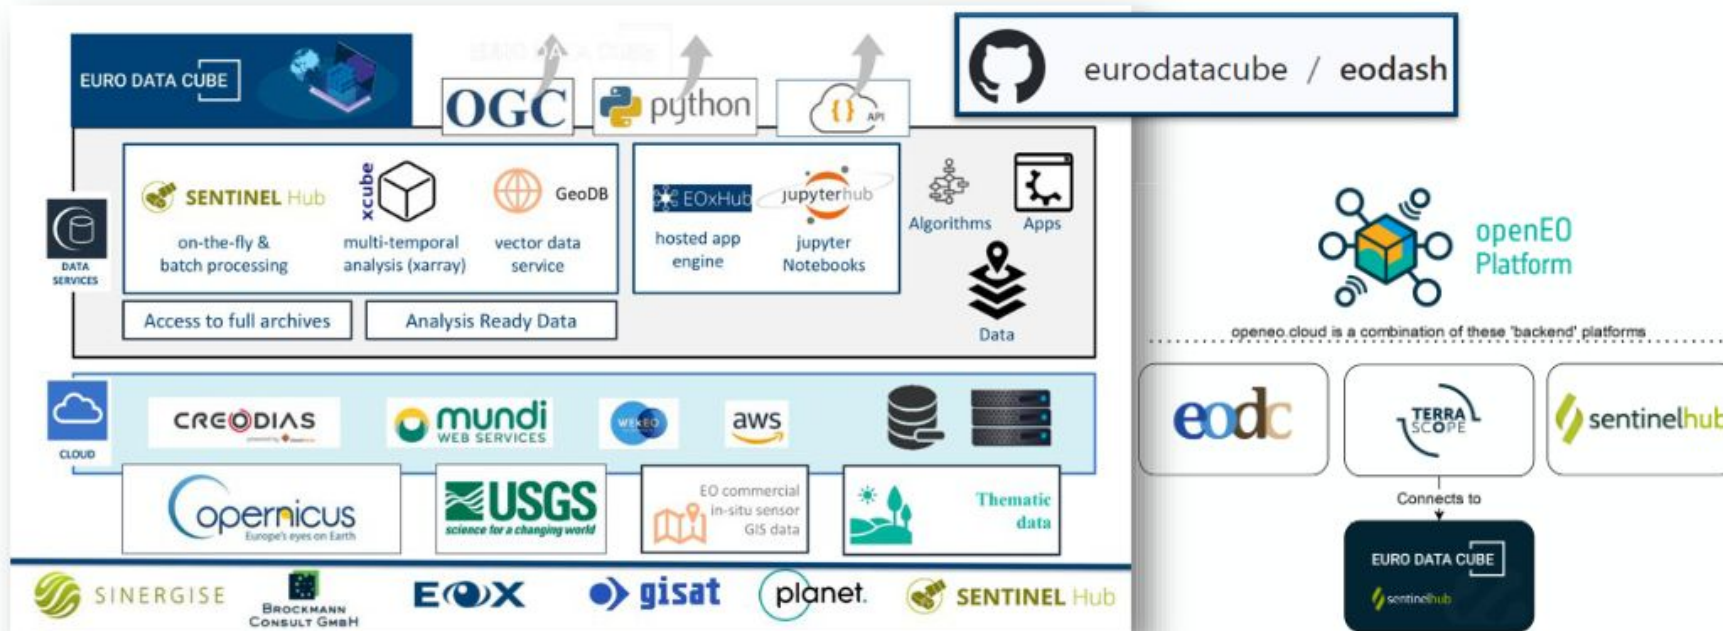 EURO DATA CUBE
OGC
python
{ } API
eurodatacube / eodash
SENTINEL Hub
on-the-fly &
batch processing
xcube
multi-temporal
analysis (xarray)
GeoDB
vector data
service
EOxHub
hosted app
engine
jupyterhub
jupyter
Notebooks
Algorithms
Apps
Data
DATA
SERVICES
Access to full archives
Analysis Ready Data
CLOUD
CREODIAS
mundi
WEB SERVICES
WEkEO
aws
opernicus
Europe's eyes on Earth
USGS
science for a changing world
EO commercial
in-situ sensor
GIS data
Thematic
data
SINERGISE
BROCKMANN
CONSULT GMBH
EOX
gisat
planet.
SENTINEL Hub
openEO
Platform
openeo.cloud is a combination of these 'backend' platforms
eodc
TERRA
SCOPE
sentinelhub
Connects to
EURO DATA CUBE
sentinelhub